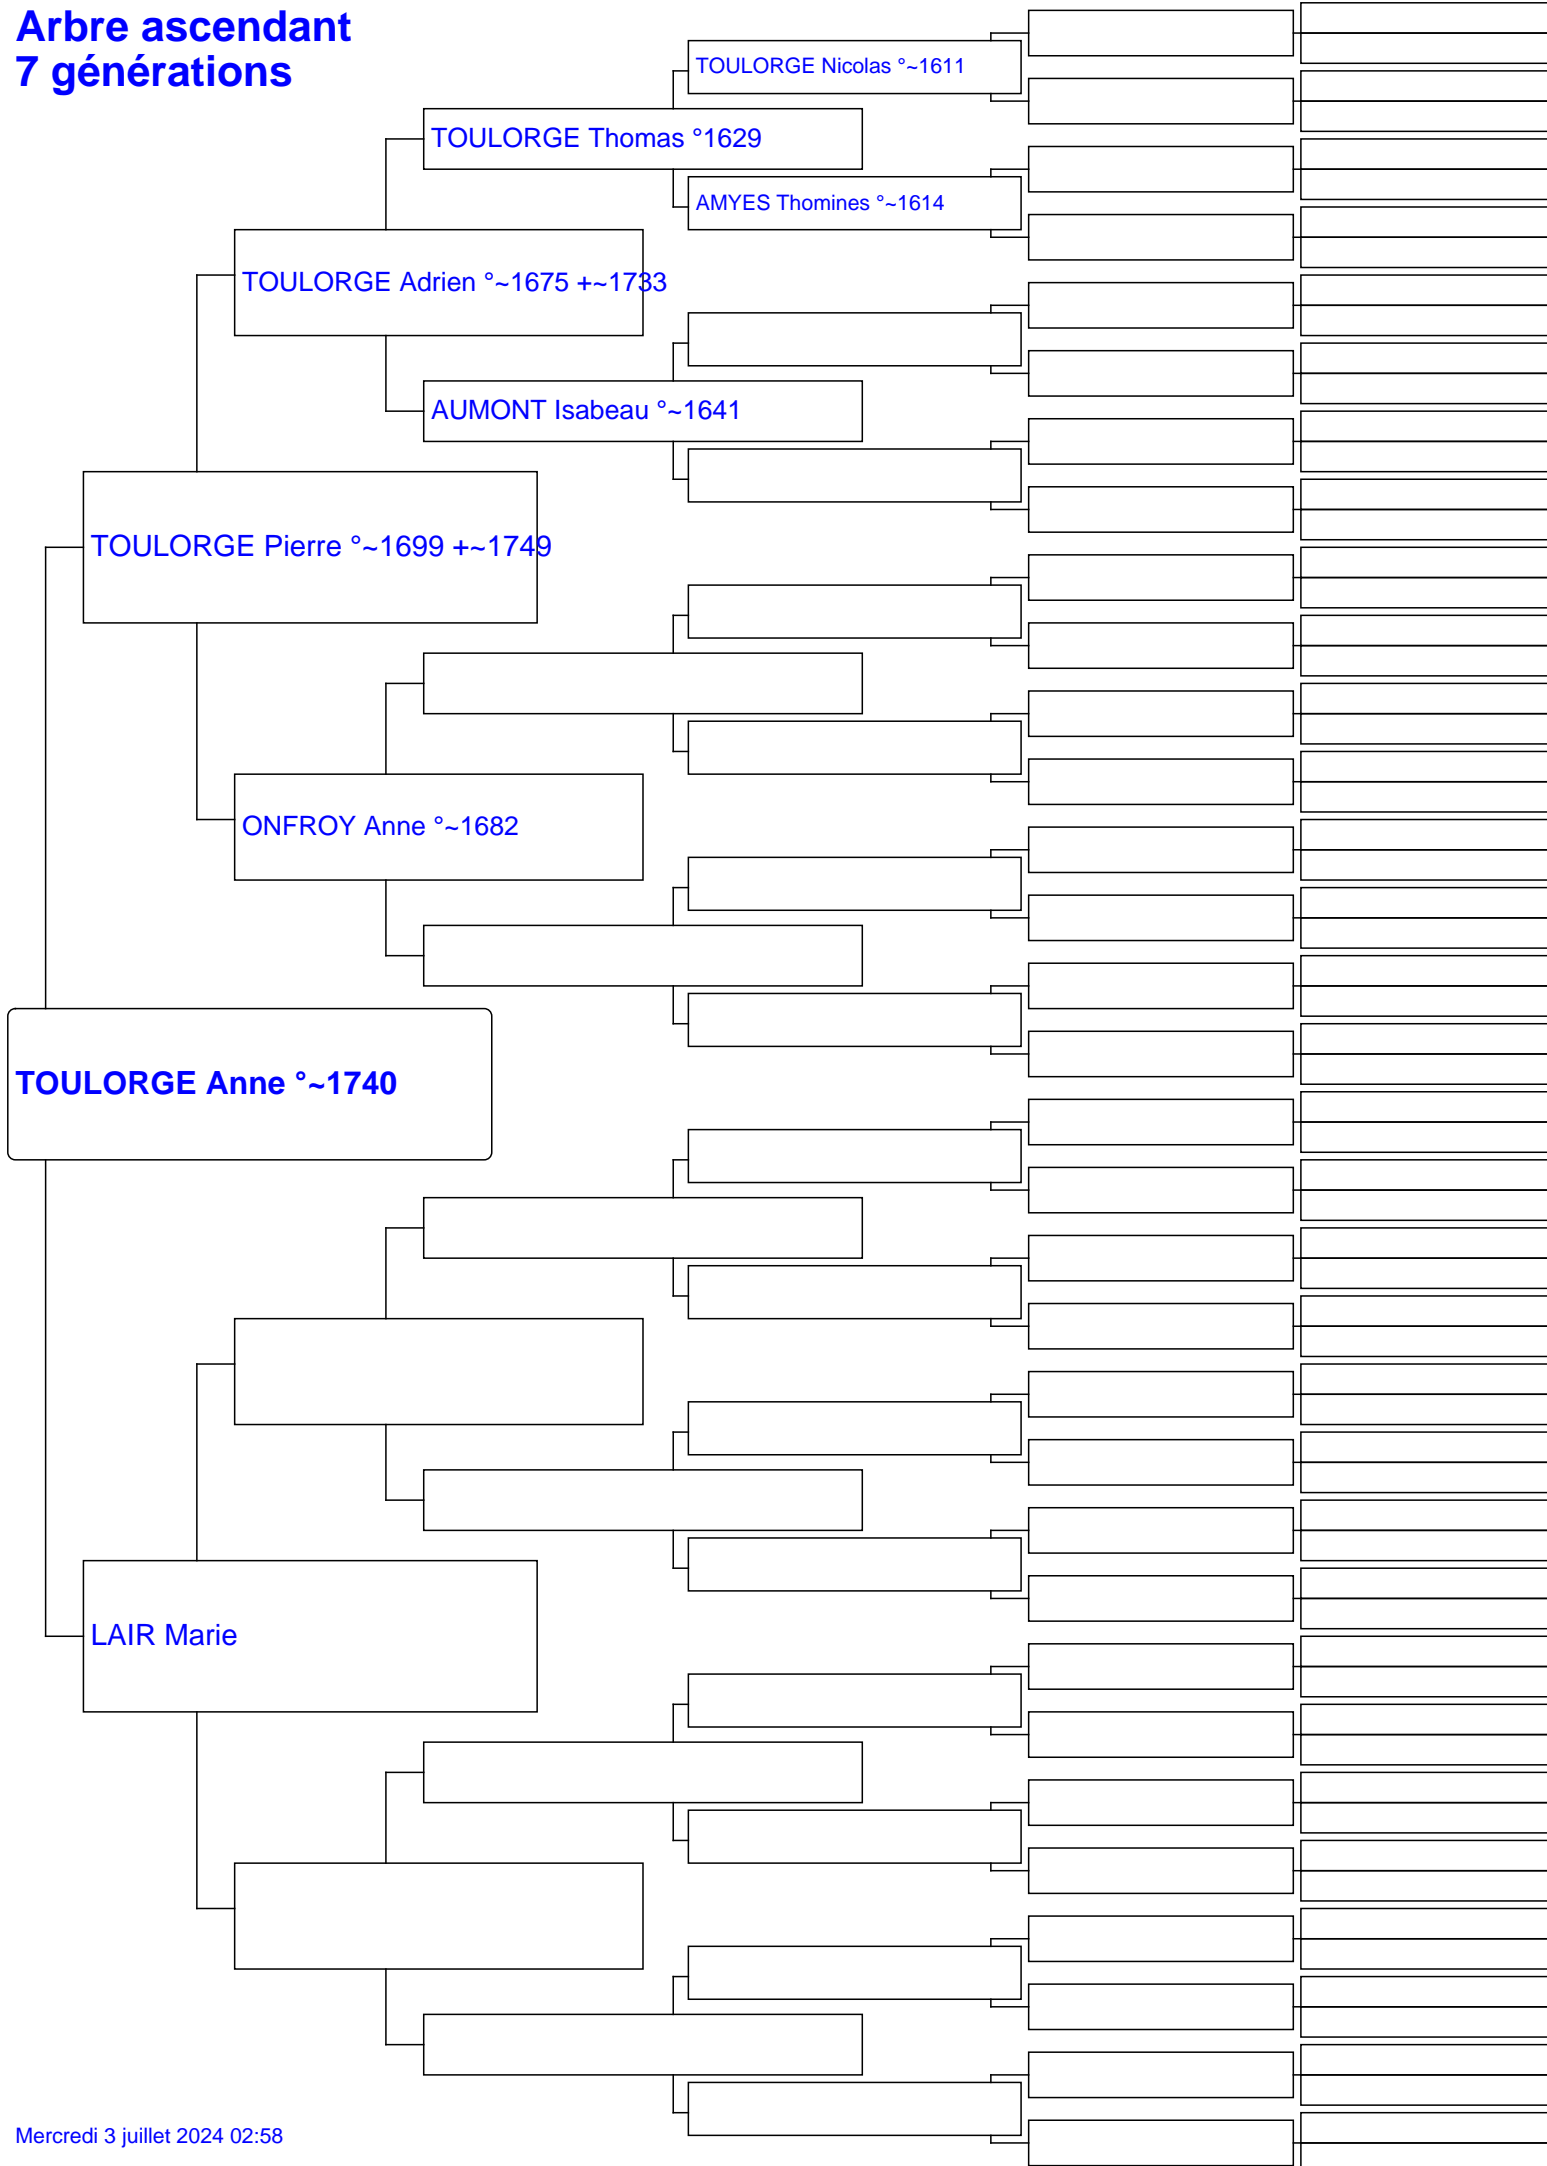 Arbre ascendant
7 générations
TOULORGE Nicolas °~1611
TOULORGE Thomas °1629
AMYES Thomines °~1614
TOULORGE Adrien °~1675 +~1733
AUMONT Isabeau °~1641
TOULORGE Pierre °~1699 +~1749
ONFROY Anne °~1682
TOULORGE Anne °~1740
LAIR Marie
Mercredi 3 juillet 2024 02:58